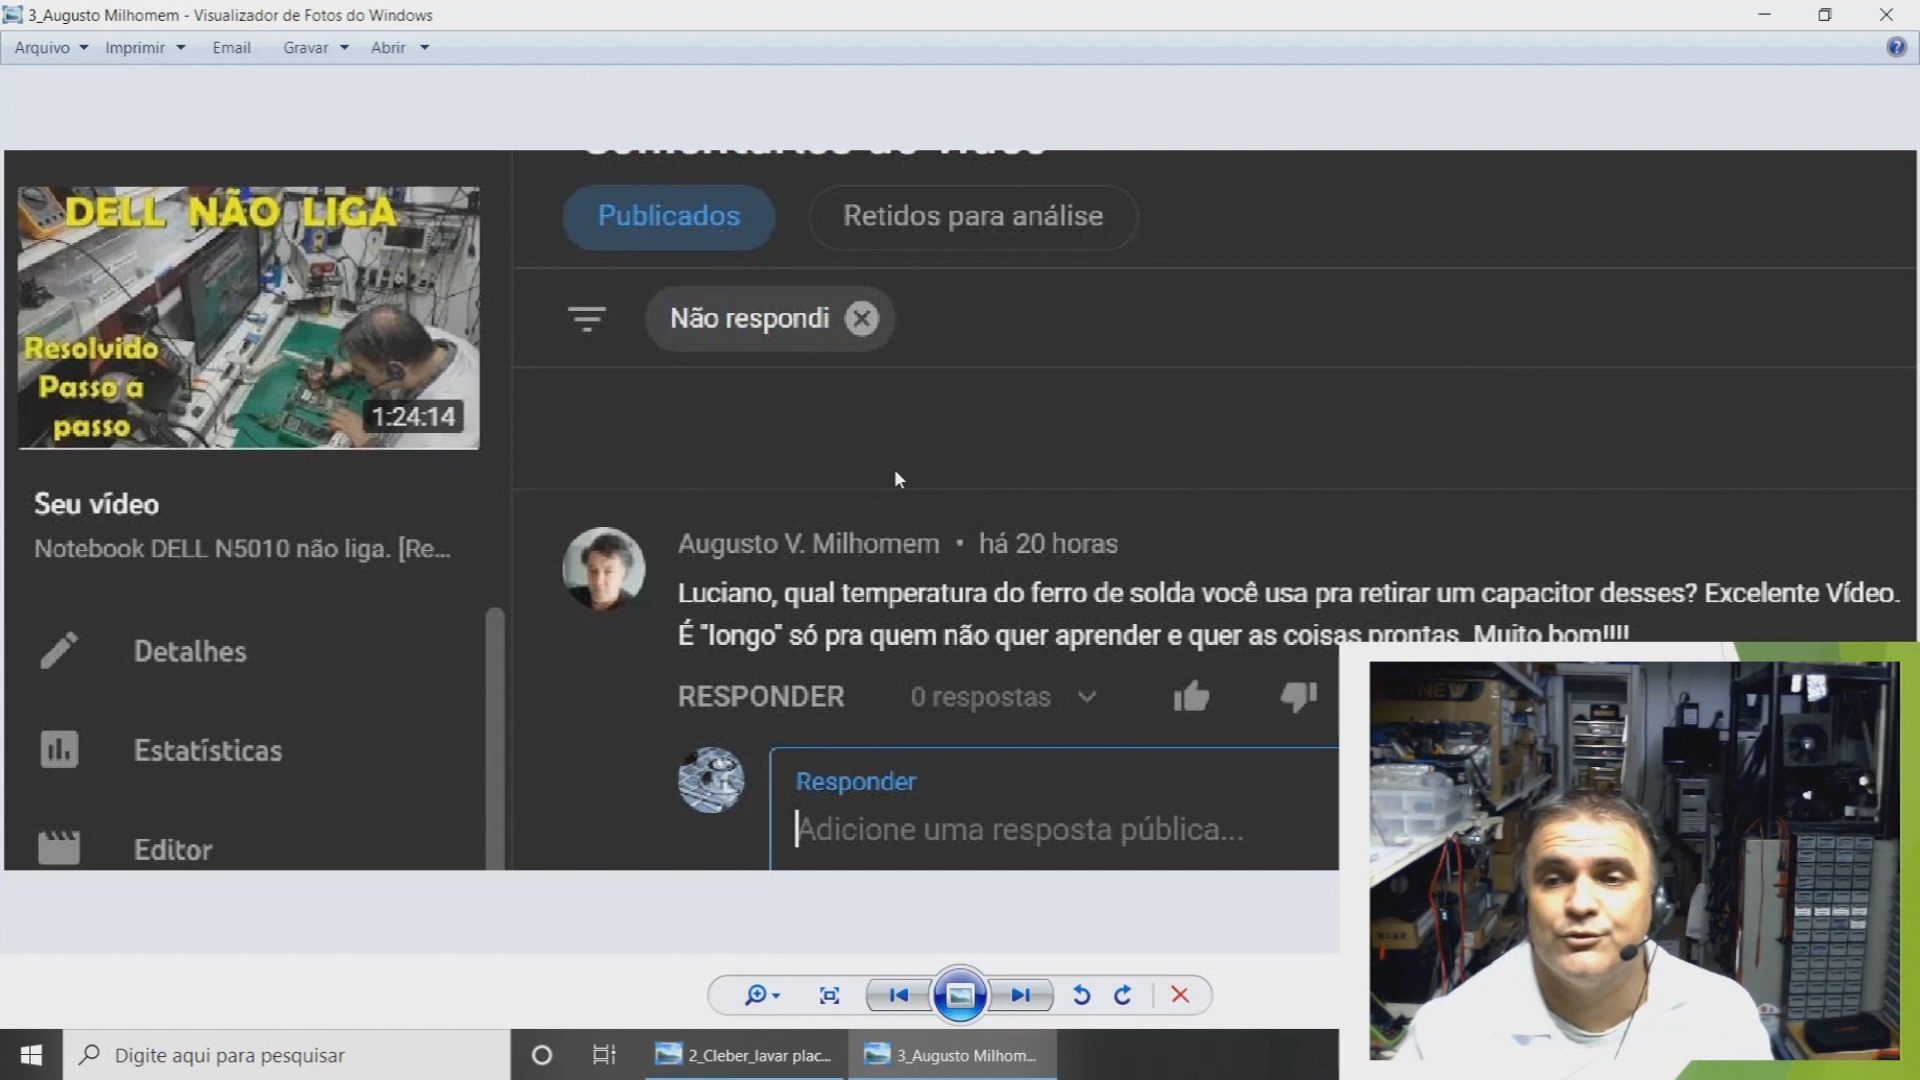 3_Augusto Milhomem - Visualizador de Fotos do Windows
Arquivo Imprimir Email Gravar Abrir
Comentários do vídeo
DELL NÃO LIGA
Resolvido
Passo a
passo
1:24:14
Publicados Retidos para análise
Não respondi
Seu vídeo
Notebook DELL N5010 não liga. [Re...
Detalhes
Estatísticas
Editor
Augusto V. Milhomem • há 20 horas
Luciano, qual temperatura do ferro de solda você usa pra retirar um capacitor desses? Excelente Vídeo.
É "longo" só pra quem não quer aprender e quer as coisas prontas. Muito bom!!!!
RESPONDER 0 respostas
Responder
Adicione uma resposta pública...
NEW
Digite aqui para pesquisar
2_Cleber_lavar plac...
3_Augusto Milhom...